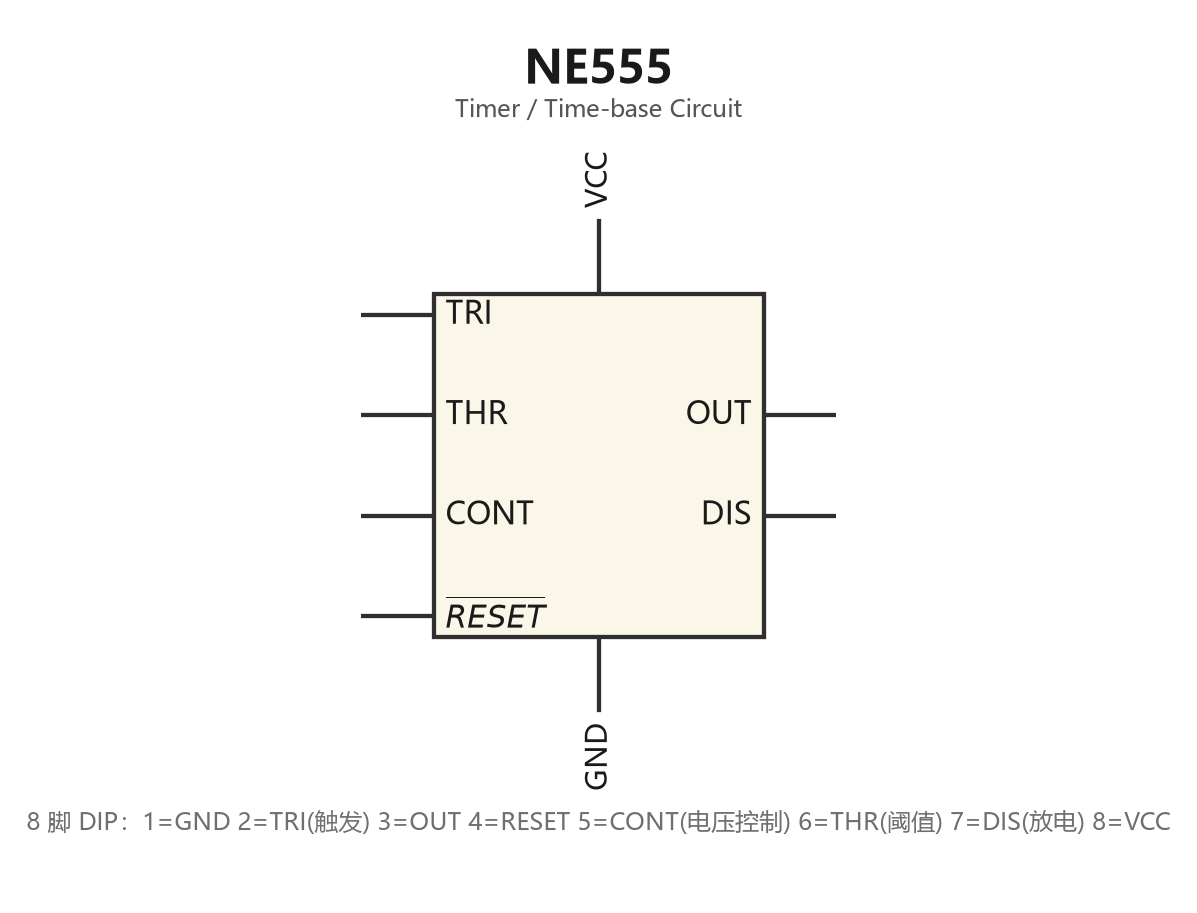 NE555
Timer / Time-base Circuit
VCC
TRI
THR
OUT
CONT
DIS
RESET
GND
8 脚 DIP：1=GND 2=TRI(触发) 3=OUT 4=RESET 5=CONT(电压控制) 6=THR(阈值) 7=DIS(放电) 8=VCC